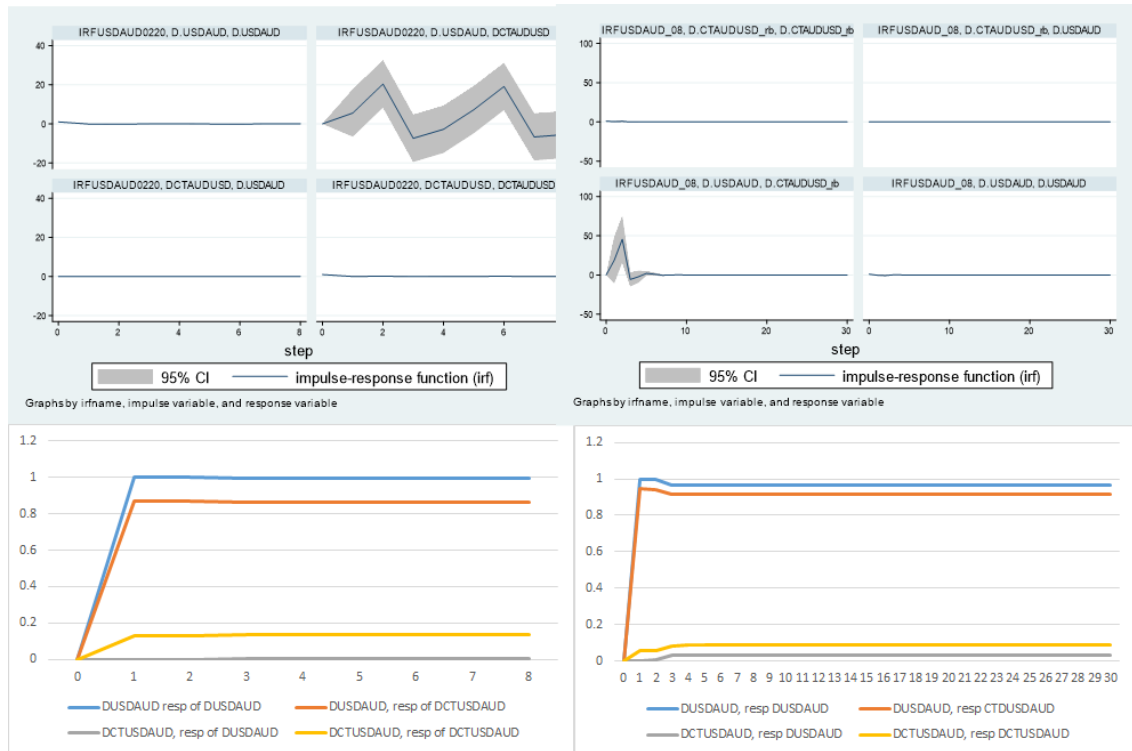 IRFUSDAUD0220, D.USDAUD, D.USDAUD
IRFUSDAUD0220, D.USDAUD, DCTAUDUSD
40
20
0
-20
IRFUSDAUD0220, DCTAUDUSD, D.USDAUD
IRFUSDAUD0220, DCTAUDUSD, DCTAUDUSD
40
20
0
-20
0 2 4 6 8 0 2 4 6
step
95% CI impulse-response function (irf)
Graphs by irfname, impulse variable, and response variable
IRFUSDAUD_08, D.CTAUDUSD_rb, D.CTAUDUSD_rb
IRFUSDAUD_08, D.CTAUDUSD_rb, D.USDAUD
100
50
0
-50
IRFUSDAUD_08, D.USDAUD, D.CTAUDUSD_rb
IRFUSDAUD_08, D.USDAUD, D.USDAUD
100
50
0
-50
0 10 20 30 0 10 20 30
step
95% CI impulse-response function (irf)
Graphs by irfname, impulse variable, and response variable
1.2
1
0.8
0.6
0.4
0.2
0
0 1 2 3 4 5 6 7 8
DUSDAUD resp of DUSDAUD DUSDAUD, resp of DCTUSDAUD
DCTUSDAUD, resp of DUSDAUD DCTUSDAUD, resp of DCTUSDAUD
1.2
1
0.8
0.6
0.4
0.2
0
0 1 2 3 4 5 6 7 8 9 10 11 12 13 14 15 16 17 18 19 20 21 22 23 24 25 26 27 28 29 30
DUSDAUD, resp DUSDAUD DUSDAUD, resp CTDUSDAUD
DCTUSDAUD, resp DUSDAUD DCTUSDAUD, resp DCTUSDAUD